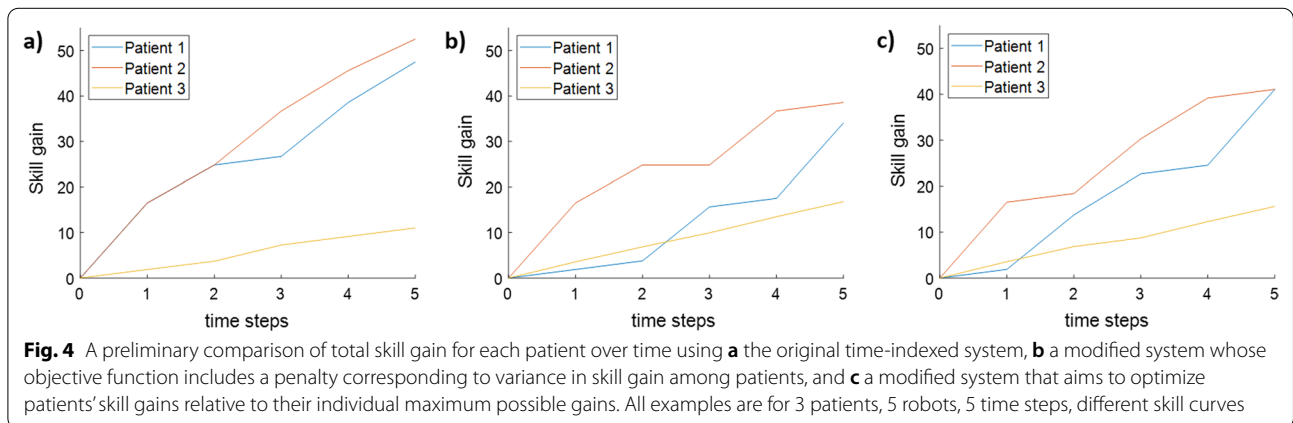 a)
50
40
30
20
10
0
Skill gain
Patient 1
Patient 2
Patient 3
0 1 2 3 4 5
time steps
b)
50
40
30
20
10
0
Skill gain
Patient 1
Patient 2
Patient 3
0 1 2 3 4 5
time steps
c)
50
40
30
20
10
0
Skill gain
Patient 1
Patient 2
Patient 3
0 1 2 3 4 5
time steps
Fig. 4 A preliminary comparison of total skill gain for each patient over time using a the original time-indexed system, b a modified system whose
objective function includes a penalty corresponding to variance in skill gain among patients, and c a modified system that aims to optimize
patients' skill gains relative to their individual maximum possible gains. All examples are for 3 patients, 5 robots, 5 time steps, different skill curves